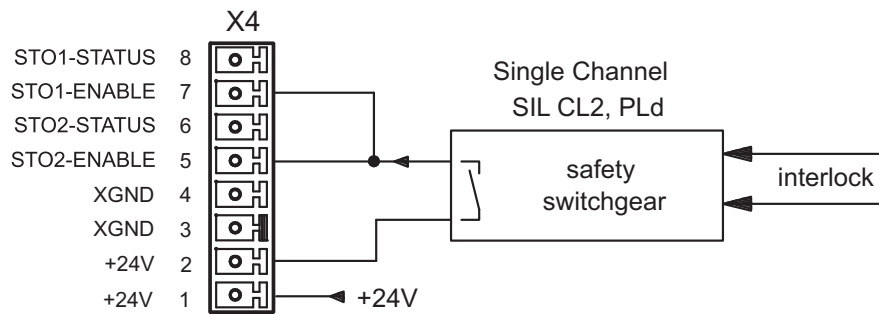 X4
STO1-STATUS 8
STO1-ENABLE 7
STO2-STATUS 6
STO2-ENABLE 5
XGND 4
XGND 3
+24V 2
+24V 1
+24V
Single Channel
SIL CL2, PLd
safety
switchgear
interlock